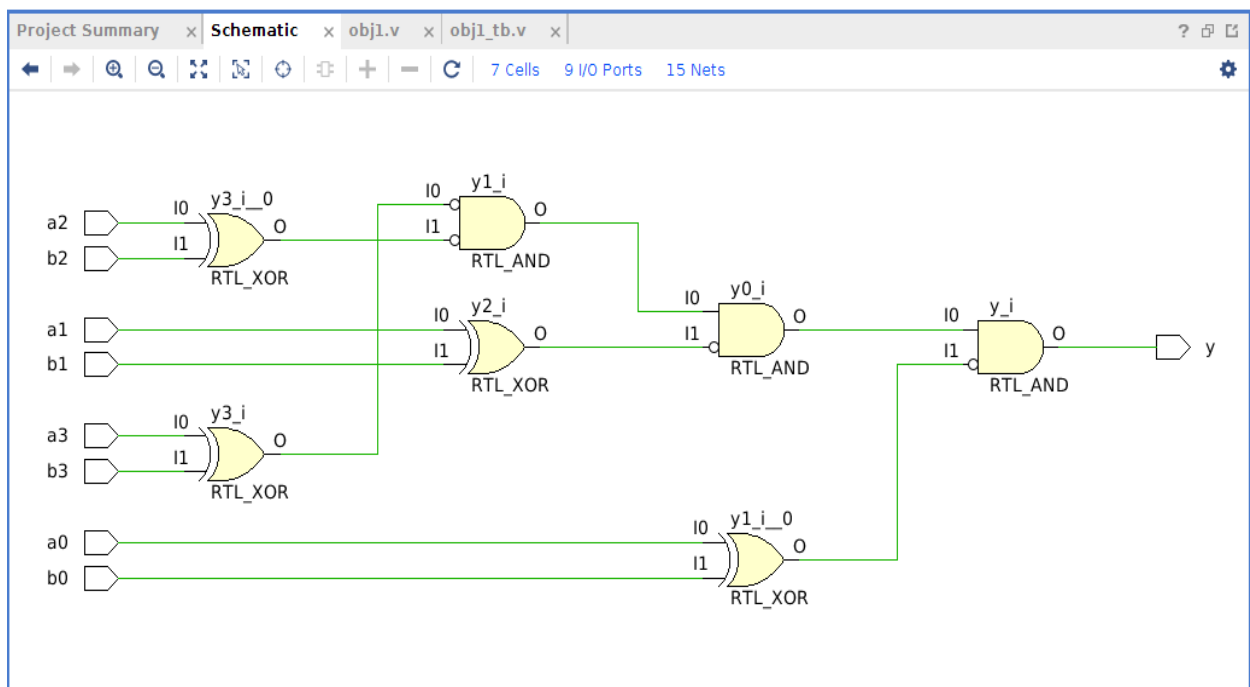 Project Summary × Schematic × obj1.v × obj1_tb.v × ?
7 Cells 9 I/O Ports 15 Nets
y3_i__0
a2 I0 O
b2 I1
RTL_XOR
y1_i
I0 O
I1
RTL_AND
y2_i
a1 I0 O
b1 I1
RTL_XOR
y0_i
I0 O
I1
RTL_AND
y_i
I0 O y
I1
RTL_AND
y3_i
a3 I0 O
b3 I1
RTL_XOR
y1_i__0
a0 I0 O
b0 I1
RTL_XOR